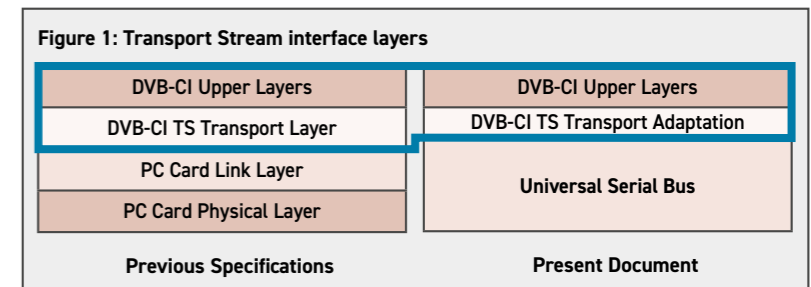 Figure 1: Transport Stream interface layers
DVB-CI Upper Layers
DVB-CI TS Transport Layer
PC Card Link Layer
PC Card Physical Layer
Previous Specifications
DVB-CI Upper Layers
DVB-CI TS Transport Adaptation
Universal Serial Bus
Present Document